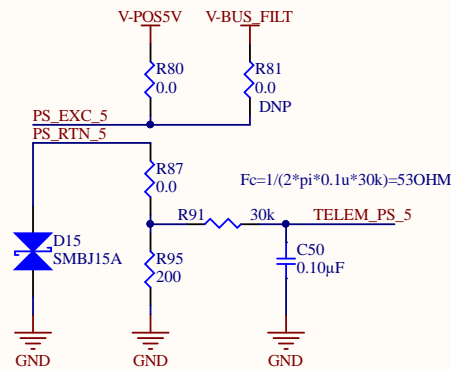 V-POS5V
V-BUS_FILT
R80
0.0
R81
0.0
DNP
PS_EXC_5
PS_RTN_5
R87
0.0
Fc=1/(2*pi*0.1u*30k)=53OHM
R91
30k
TELEM_PS_5
D15
SMBJ15A
R95
200
C50
0.10µF
GND
GND
GND